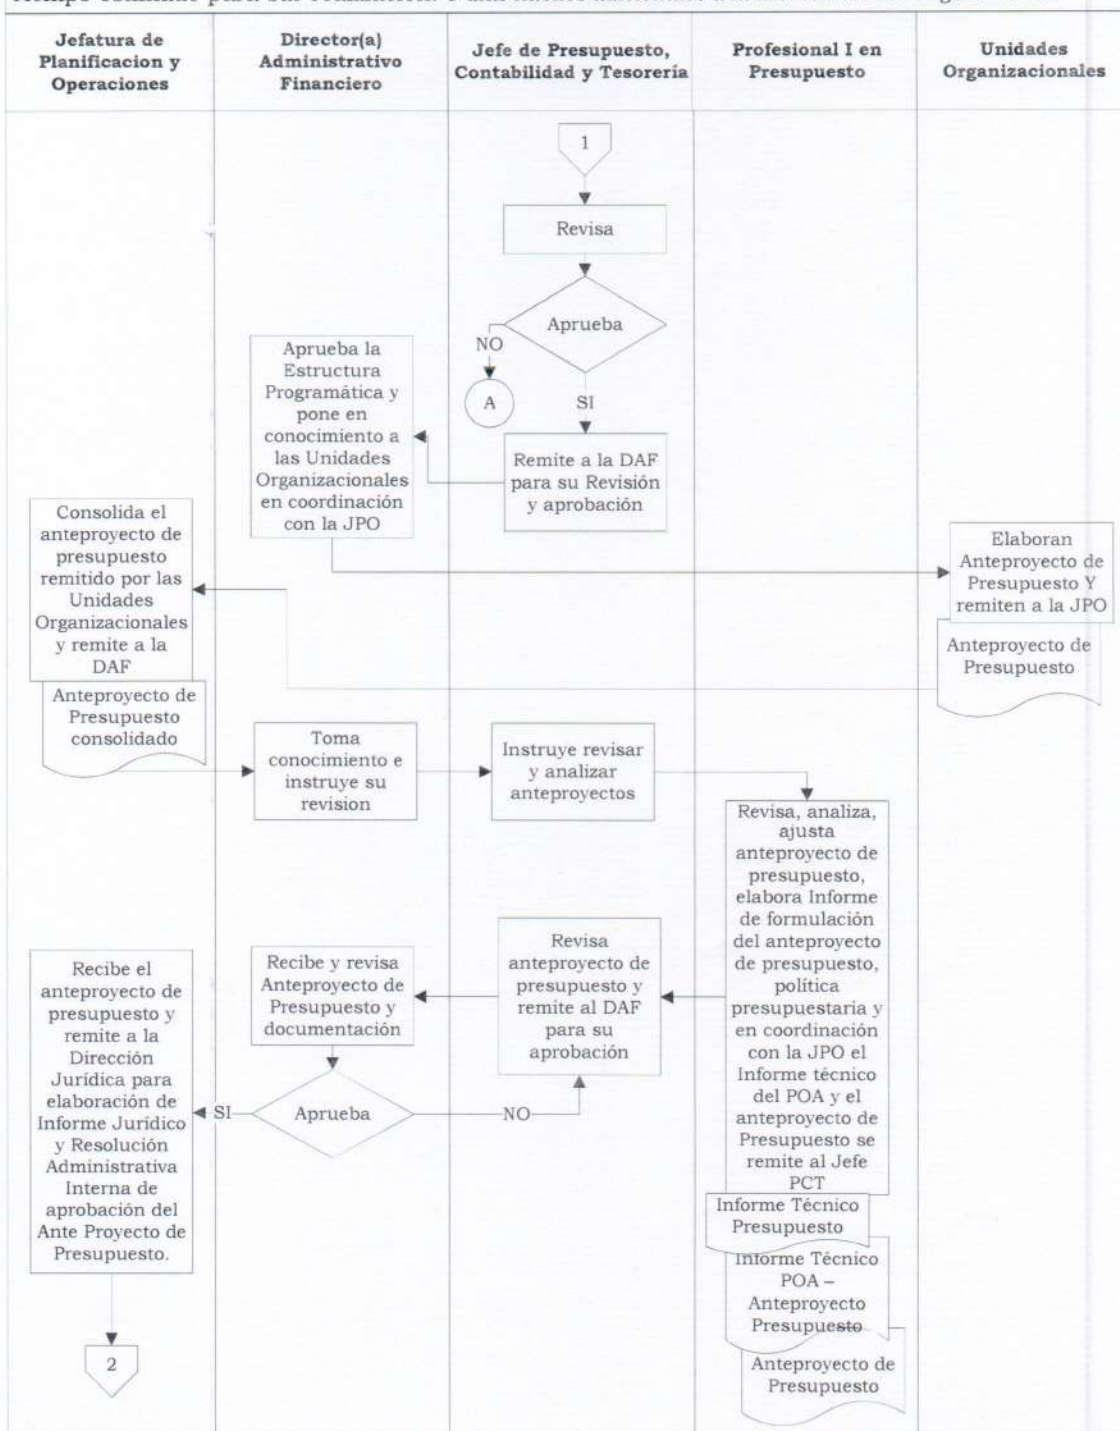 Jefatura de
Planificacion y
Operaciones
Director(a)
Administrativo
Financiero
Jefe de Presupuesto,
Contabilidad y Tesorería
Profesional I en
Presupuesto
Unidades
Organizacionales
1
Revisa
Aprueba
NO
A
SI
Remite a la DAF
para su Revisión
y aprobación
Aprueba la
Estructura
Programática y
pone en
conocimiento a
las Unidades
Organizacionales
en coordinación
con la JPO
Elaboran
Anteproyecto de
Presupuesto Y
remiten a la JPO
Anteproyecto de
Presupuesto
Consolida el
anteproyecto de
presupuesto
remitido por las
Unidades
Organizacionales
y remite a la
DAF
Anteproyecto de
Presupuesto
consolidado
Toma
conocimiento e
instruye su
revision
Instruye revisar
y analizar
anteproyectos
Revisa, analiza,
ajusta
anteproyecto de
presupuesto,
elabora Informe
de formulación
del anteproyecto
de presupuesto,
política
presupuestaria y
en coordinación
con la JPO el
Informe técnico
del POA y el
anteproyecto de
Presupuesto se
remite al Jefe
PCT
Informe Técnico
Presupuesto
Informe Técnico
POA –
Anteproyecto
Presupuesto
Anteproyecto de
Presupuesto
Revisa
anteproyecto de
presupuesto y
remite al DAF
para su
aprobación
Recibe y revisa
Anteproyecto de
Presupuesto y
documentación
Aprueba
NO
SI
Recibe el
anteproyecto de
presupuesto y
remite a la
Dirección
Jurídica para
elaboración de
Informe Jurídico
y Resolución
Administrativa
Interna de
aprobación del
Ante Proyecto de
Presupuesto.
2